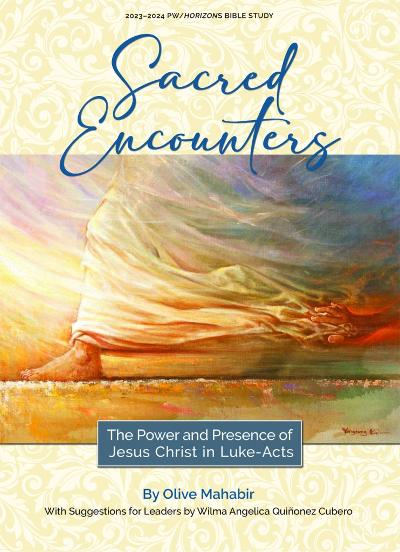 2023–2024 PW/HORIZONS BIBLE STUDY
Sacred
Encounters
The Power and Presence of
Jesus Christ in Luke-Acts
By Olive Mahabir
With Suggestions for Leaders by Wilma Angelica Quiñonez Cubero